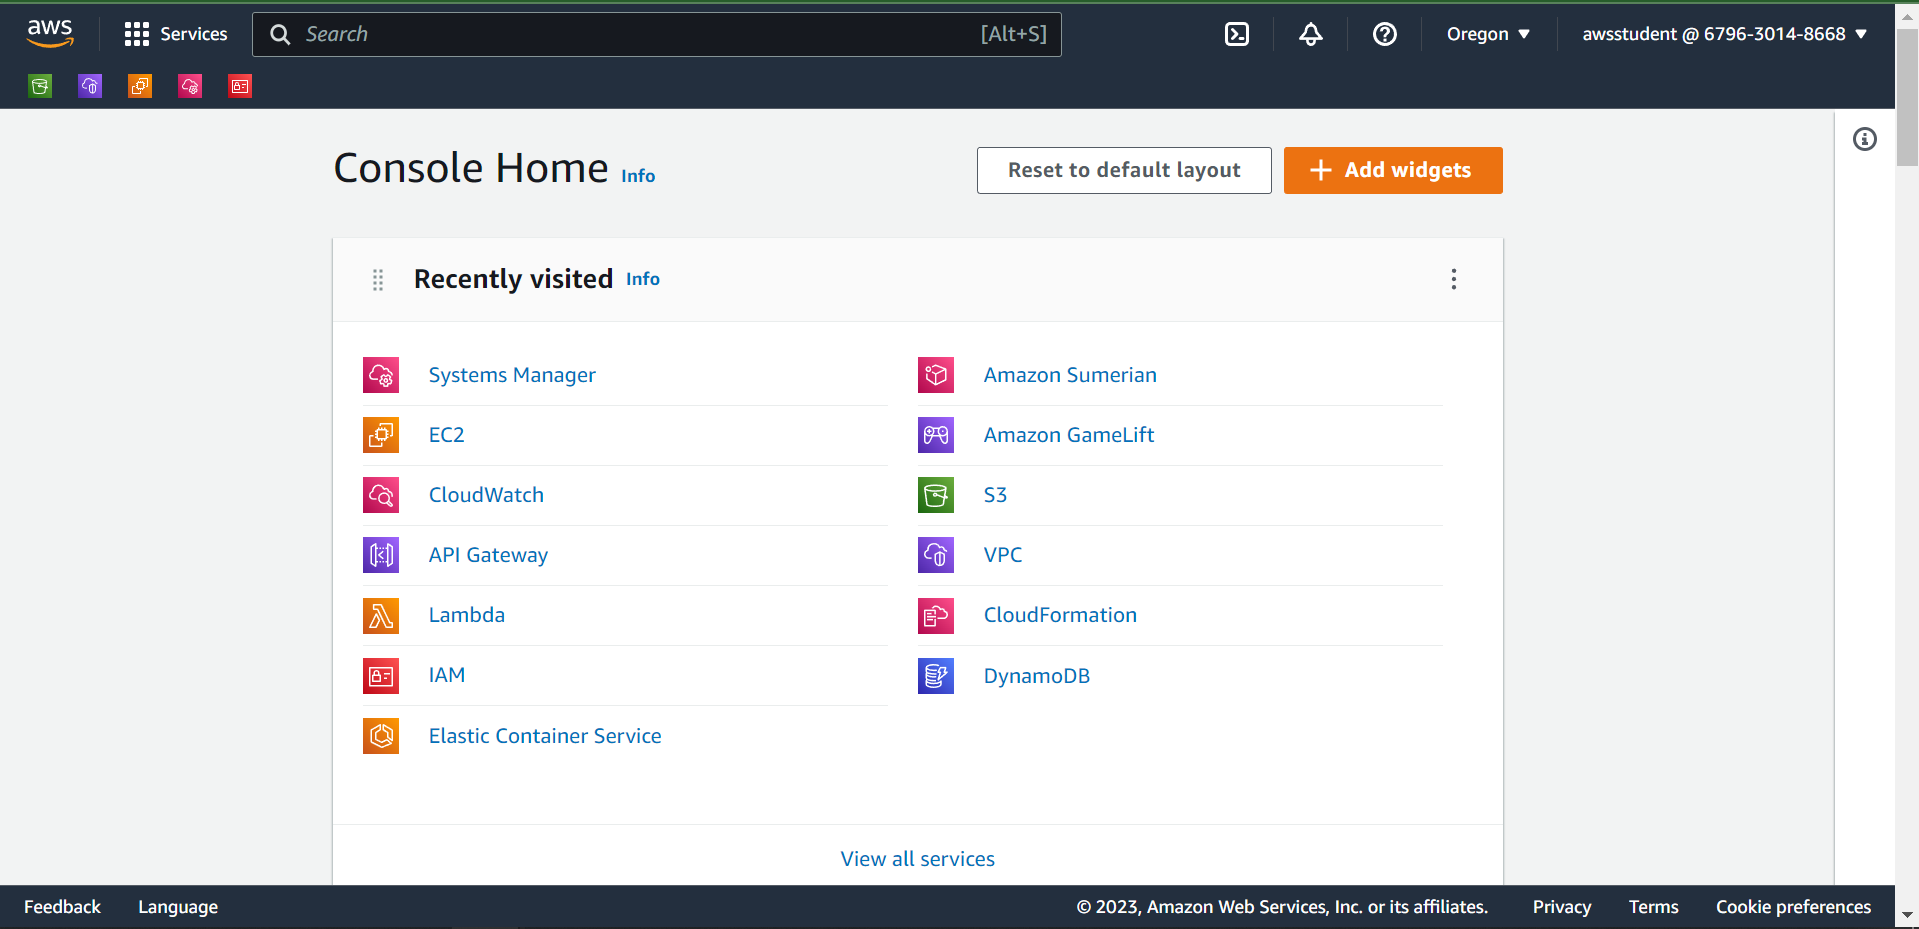 aws Services Search [Alt+S] Oregon awsstudent @ 6796-3014-8668
Console Home Info Reset to default layout Add widgets
Recently visited Info
Systems Manager
EC2
CloudWatch
API Gateway
Lambda
IAM
Elastic Container Service
Amazon Sumerian
Amazon GameLift
S3
VPC
CloudFormation
DynamoDB
View all services
Feedback Language © 2023, Amazon Web Services, Inc. or its affiliates. Privacy Terms Cookie preferences